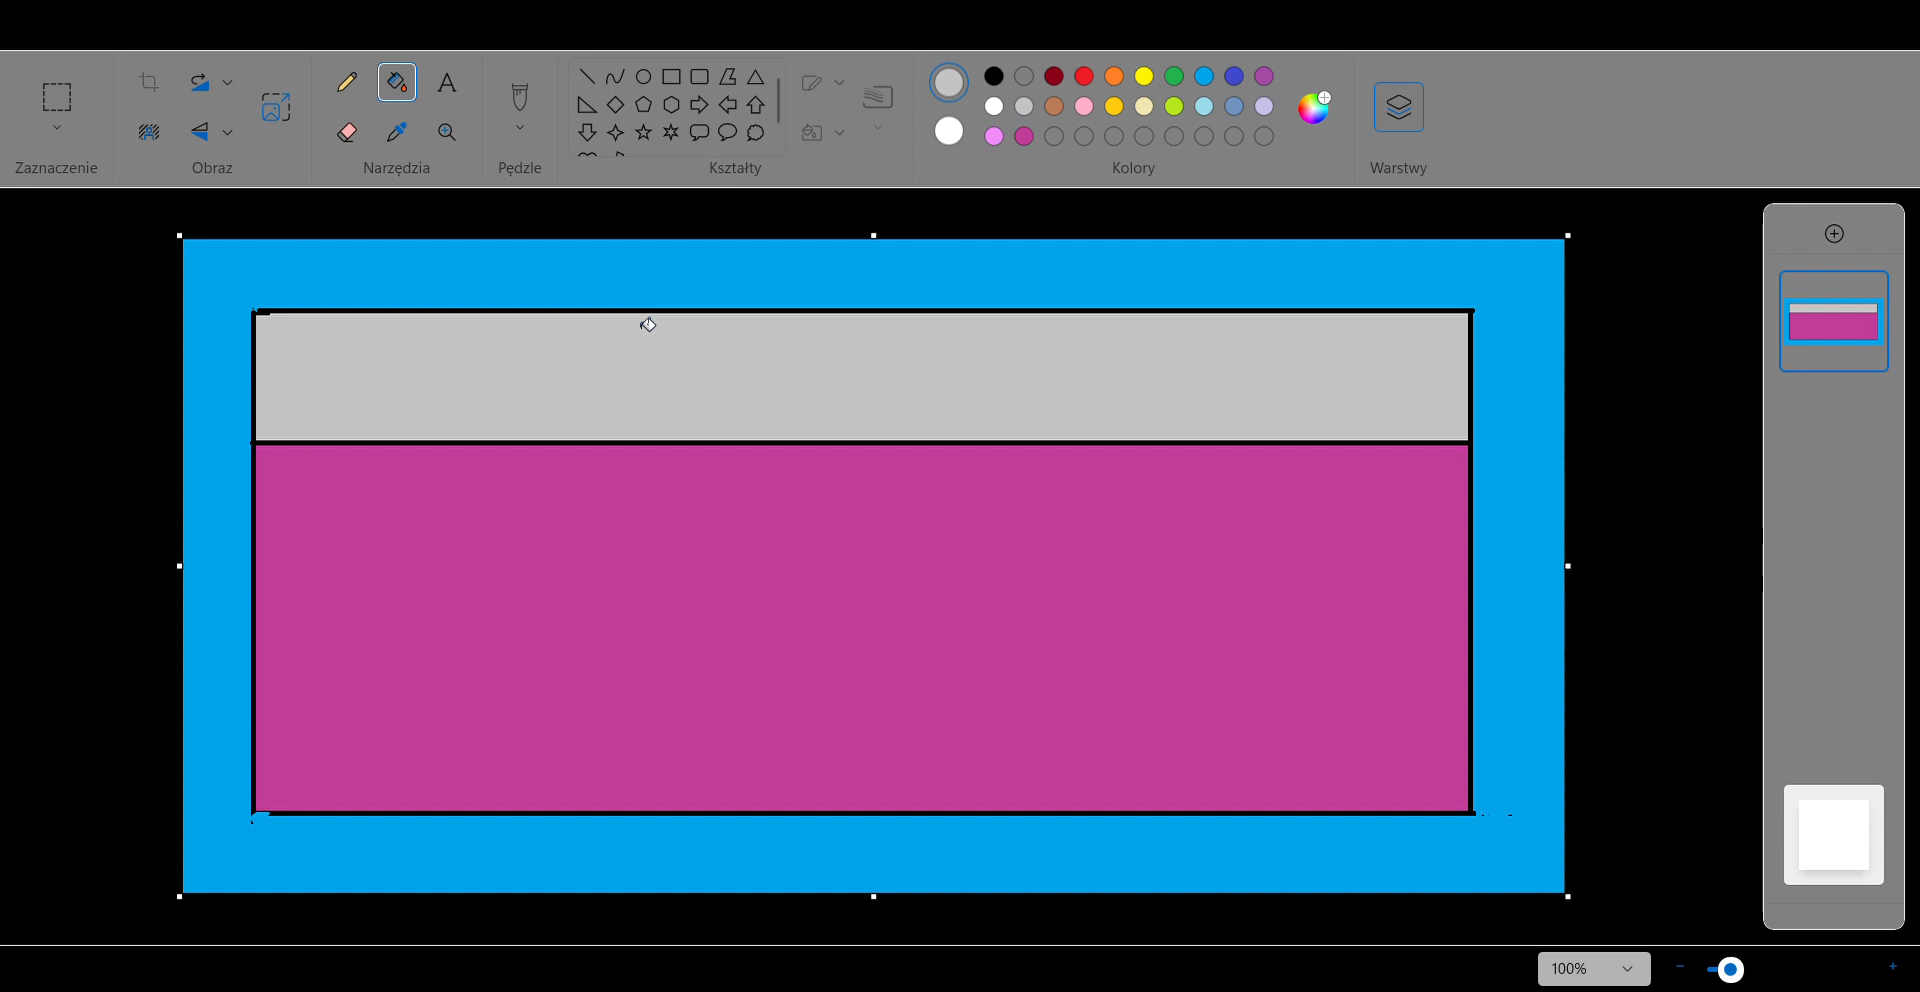 A
Zaznaczenie
Obraz
Narzędzia
Pędzle
Kształty
Kolory
Warstwy
100%